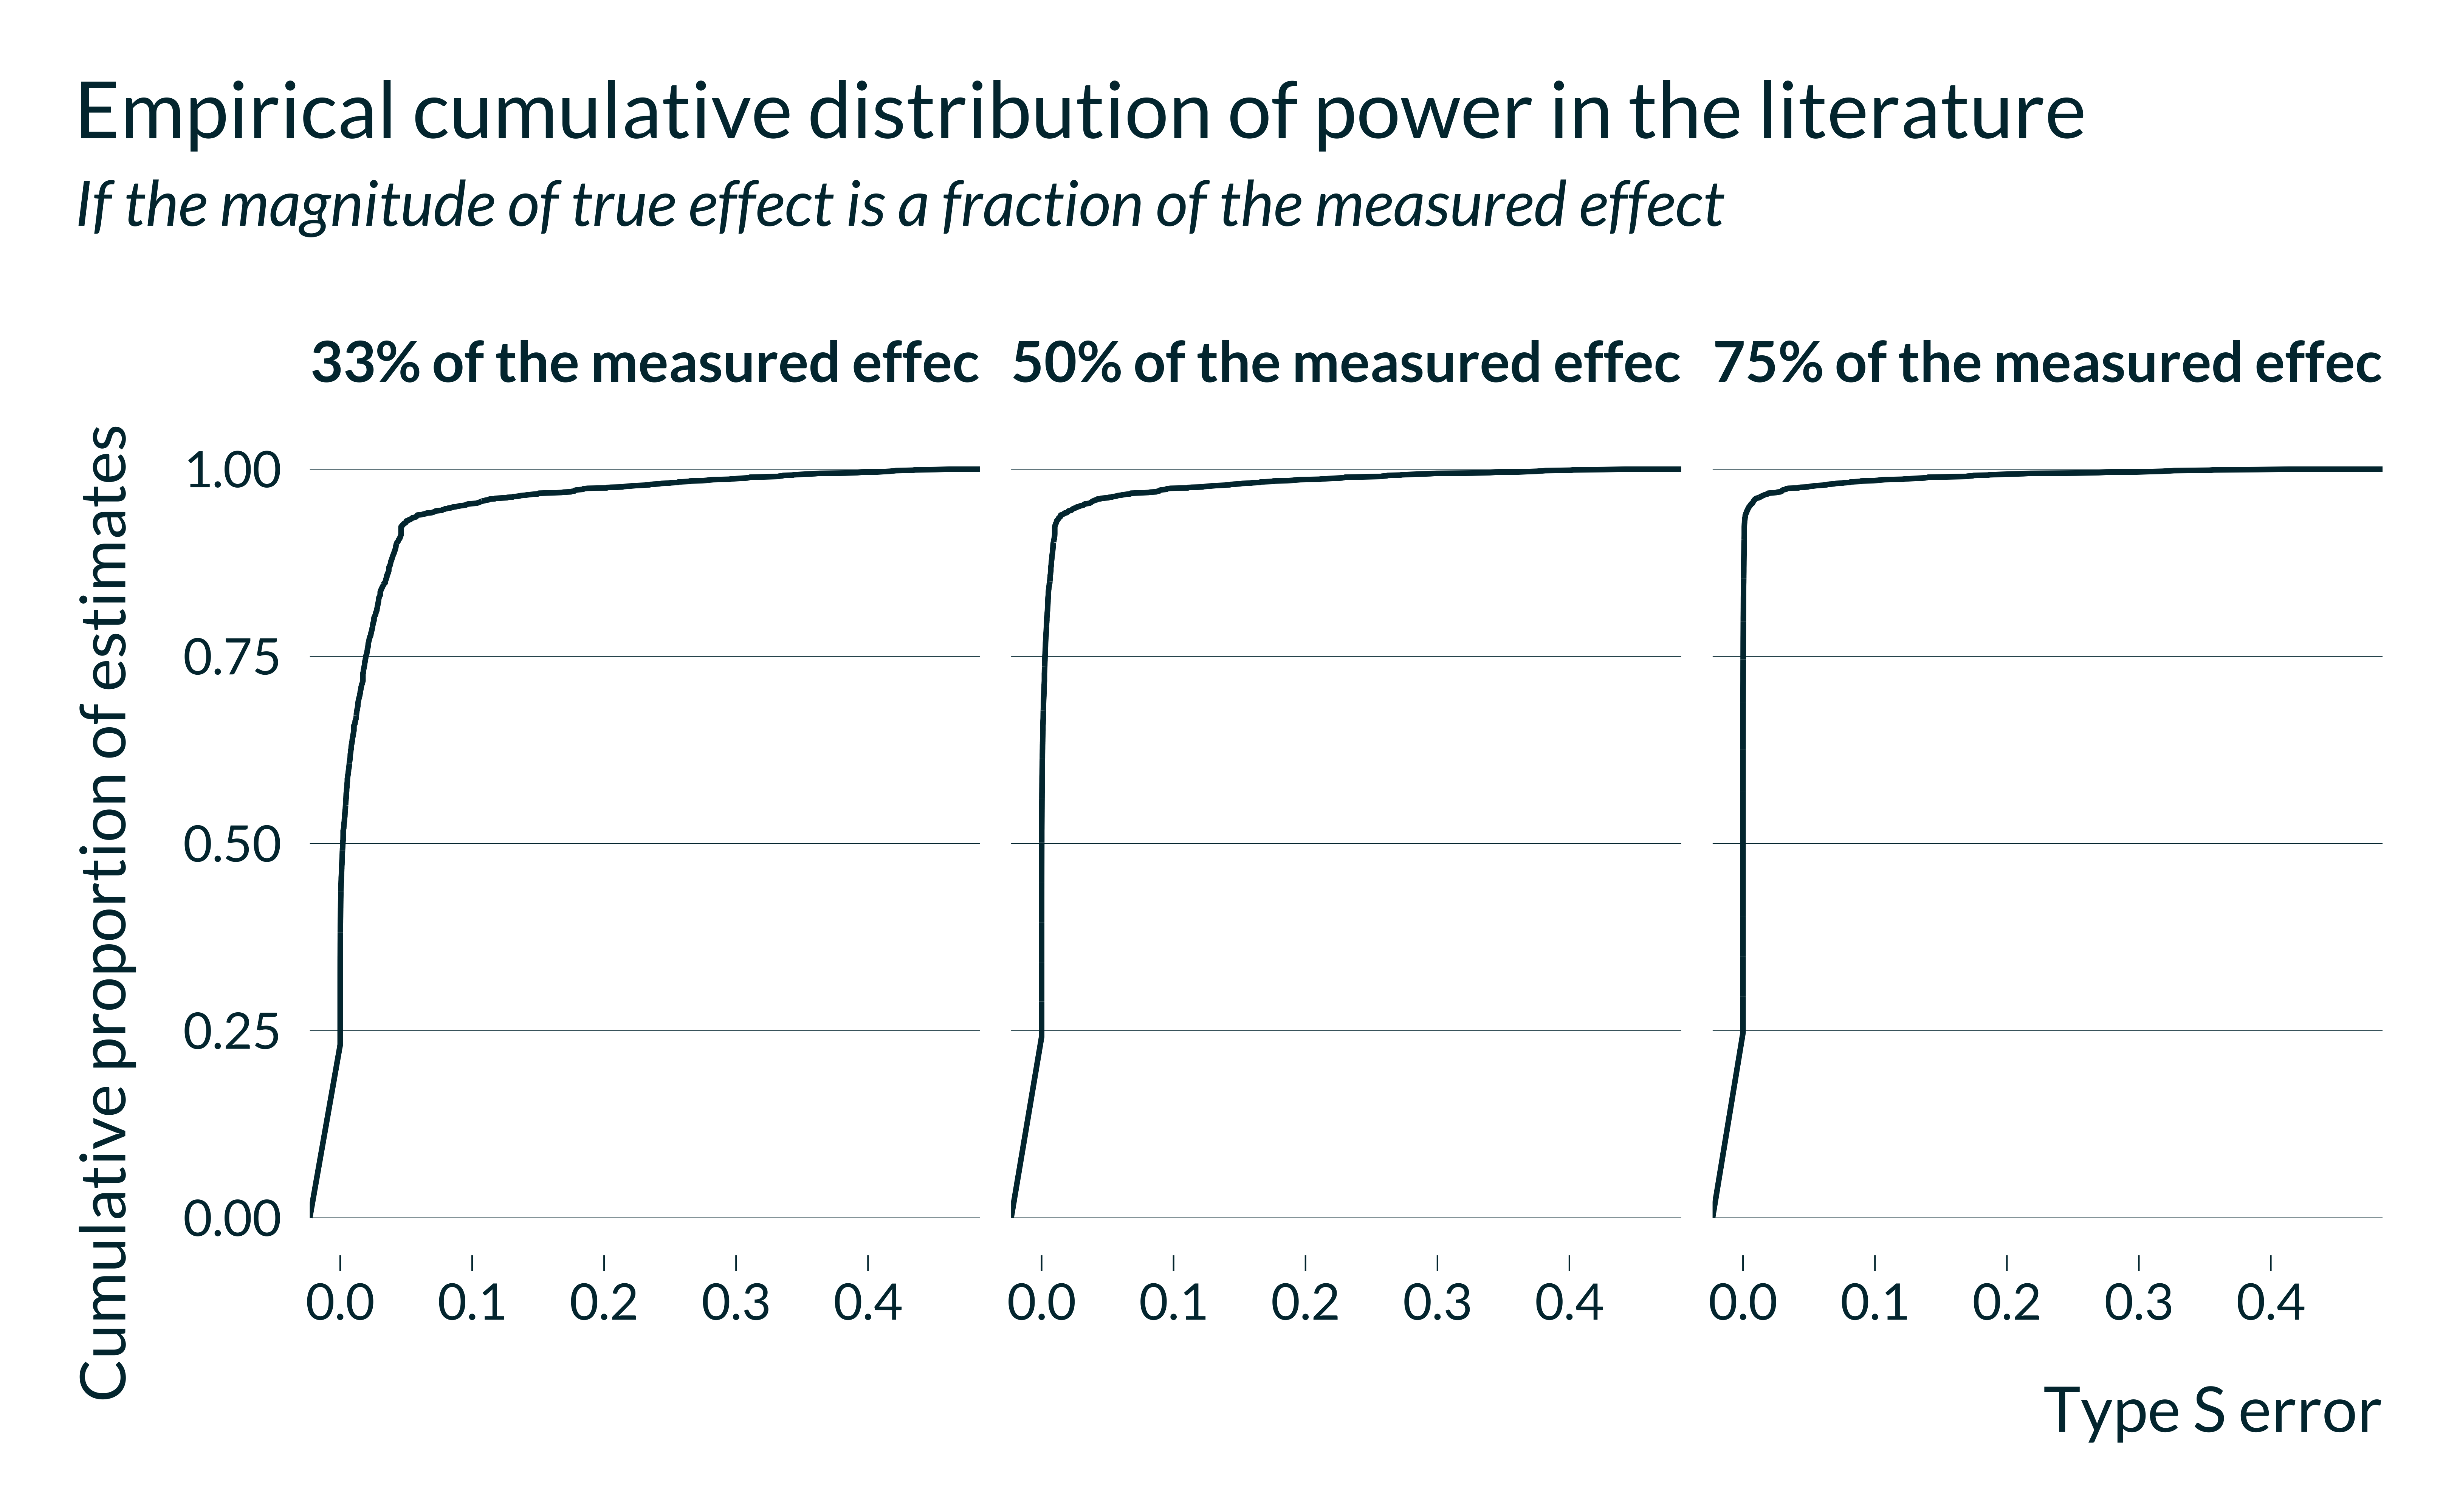 Empirical cumulative distribution of power in the literature
If the magnitude of true effect is a fraction of the measured effect
33% of the measured effec
50% of the measured effec
75% of the measured effec
Cumulative proportion of estimates
1.00
0.75
0.50
0.25
0.00
0.0 0.1 0.2 0.3 0.4
0.0 0.1 0.2 0.3 0.4
0.0 0.1 0.2 0.3 0.4
Type S error